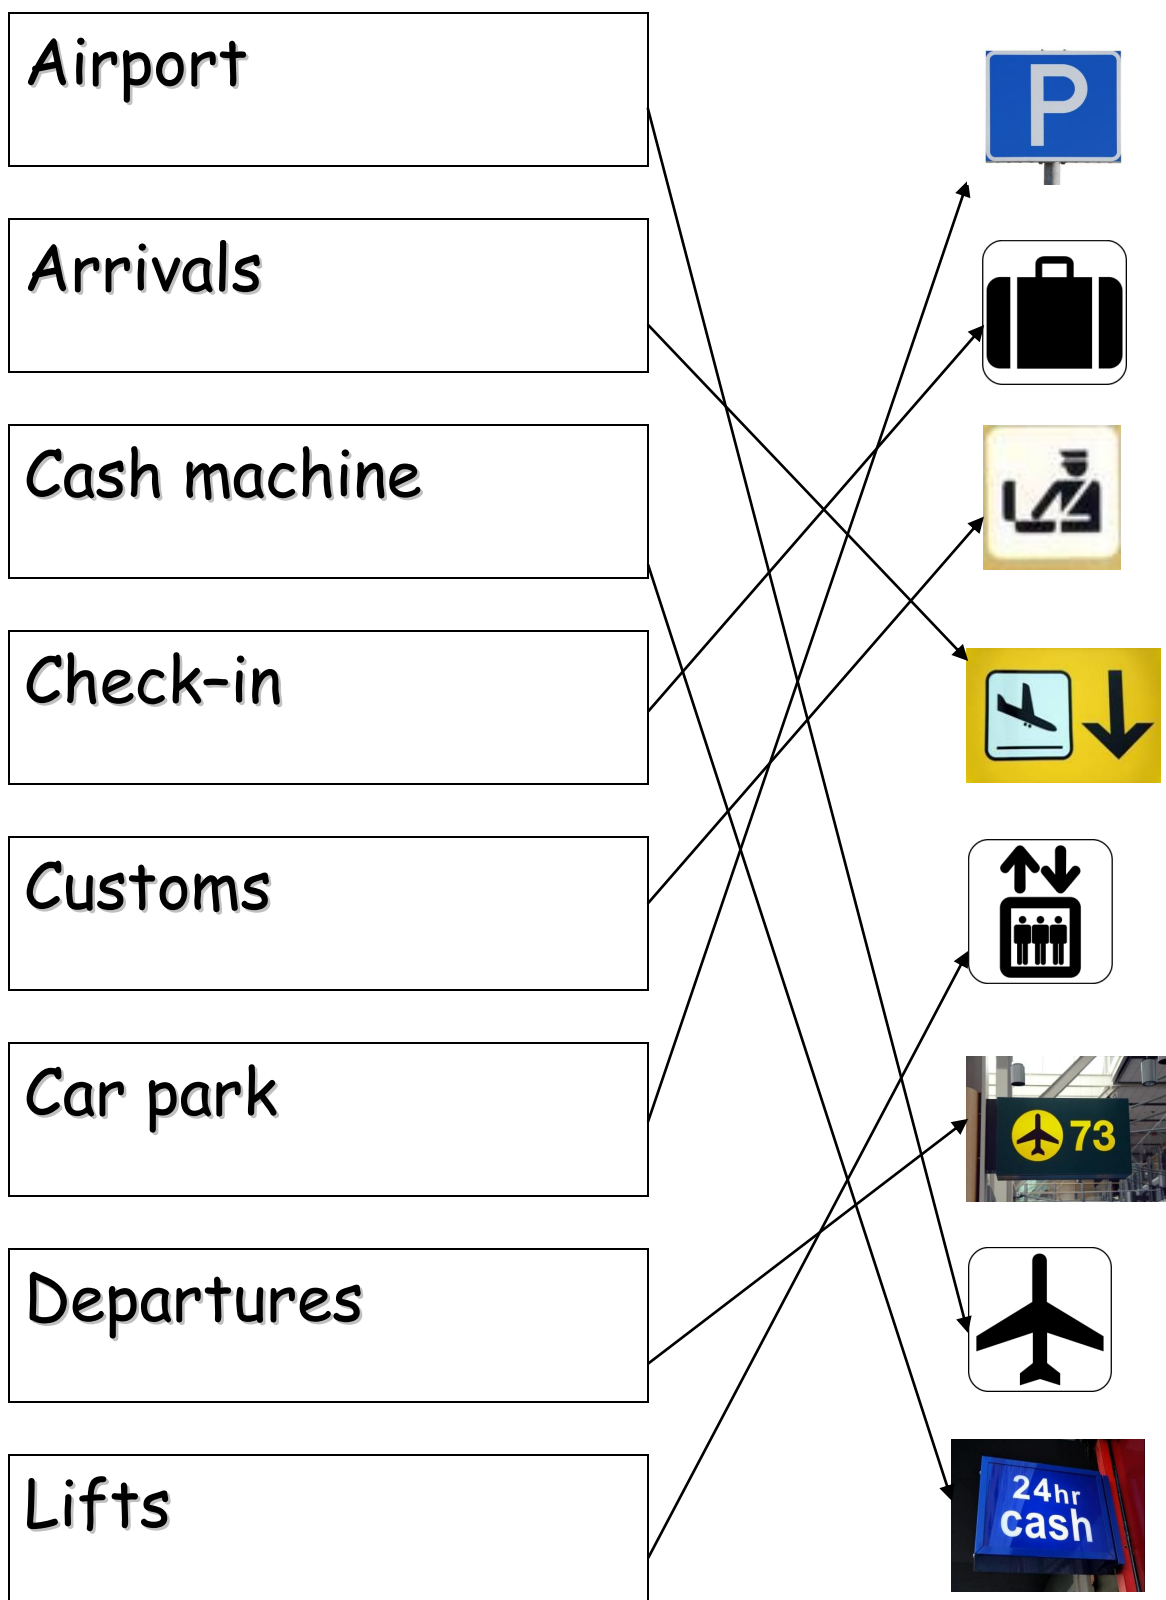 Airport
P
Arrivals
Cash machine
Check-in
Customs
Car park
73
Departures
Lifts
24hr
cash